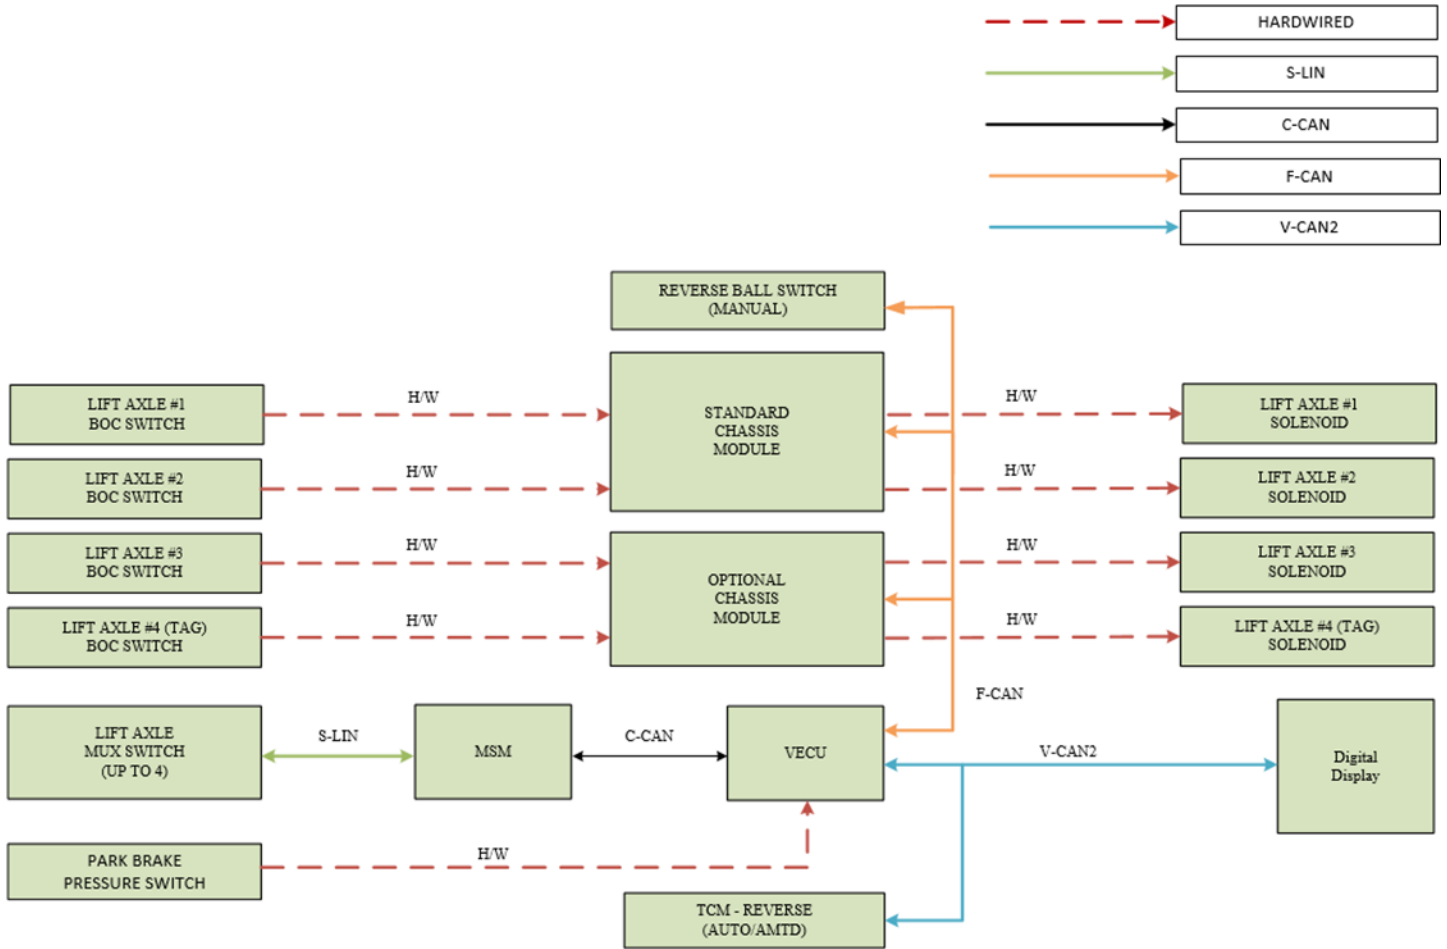 HARDWIRED
S-LIN
C-CAN
F-CAN
V-CAN2
REVERSE BALL SWITCH
(MANUAL)
LIFT AXLE #1
BOC SWITCH
H/W
STANDARD
CHASSIS
MODULE
H/W
LIFT AXLE #1
SOLENOID
LIFT AXLE #2
BOC SWITCH
H/W
H/W
LIFT AXLE #2
SOLENOID
LIFT AXLE #3
BOC SWITCH
H/W
OPTIONAL
CHASSIS
MODULE
H/W
LIFT AXLE #3
SOLENOID
LIFT AXLE #4 (TAG)
BOC SWITCH
H/W
H/W
LIFT AXLE #4 (TAG)
SOLENOID
F-CAN
LIFT AXLE
MUX SWITCH
(UP TO 4)
S-LIN
MSM
C-CAN
VECU
V-CAN2
Digital
Display
PARK BRAKE
PRESSURE SWITCH
H/W
TCM - REVERSE
(AUTO/AMTD)